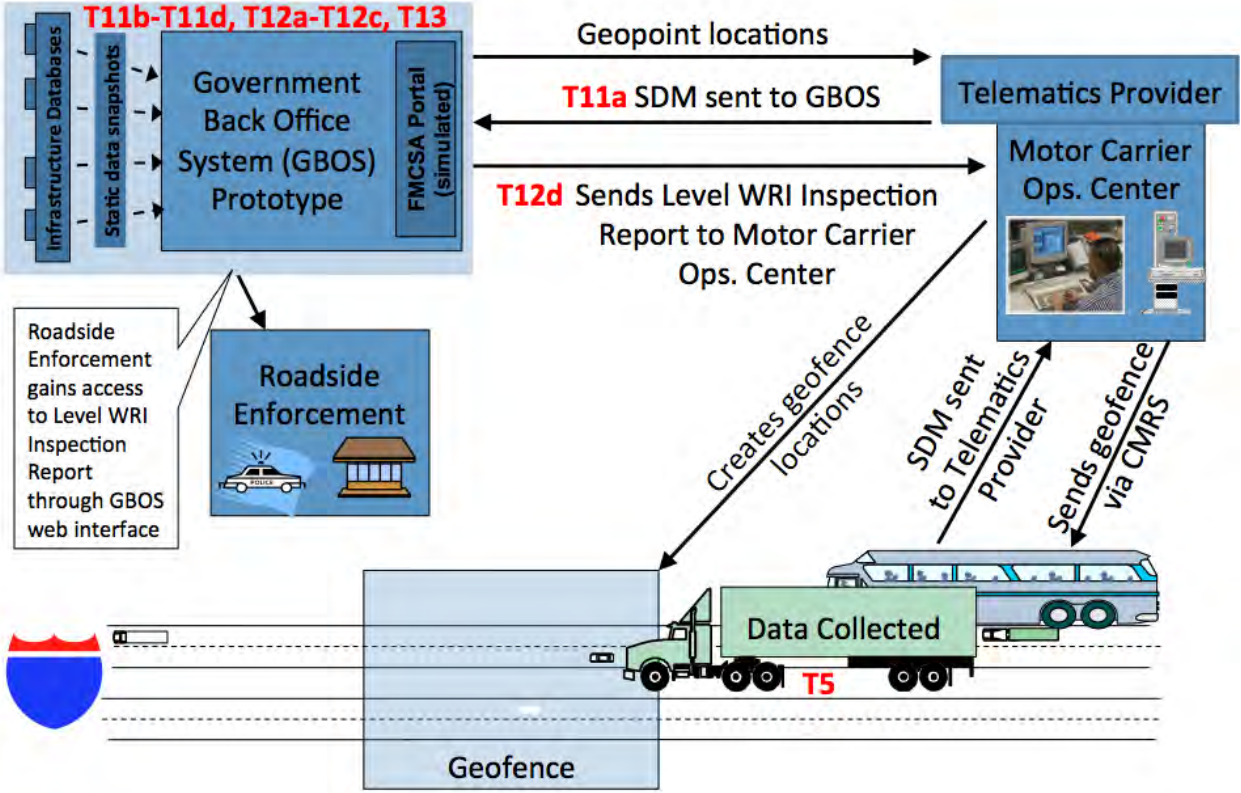 T11b-T11d, T12a-T12c, T13
Infrastructure Databases
Static data snapshots
Government
Back Office
System (GBOS)
Prototype
FMCSA Portal
(simulated)
Geopoint locations
T11a SDM sent to GBOS
T12d Sends Level WRI Inspection
Report to Motor Carrier
Ops. Center
Telematics Provider
Motor Carrier
Ops. Center
Roadside
Enforcement
gains access
to Level WRI
Inspection
Report
through GBOS
web interface
Roadside
Enforcement
POLICE
Creates geofence
locations
SDM sent
to Telematics
Provider
Sends geofence
via CMRS
Data Collected
T5
Geofence